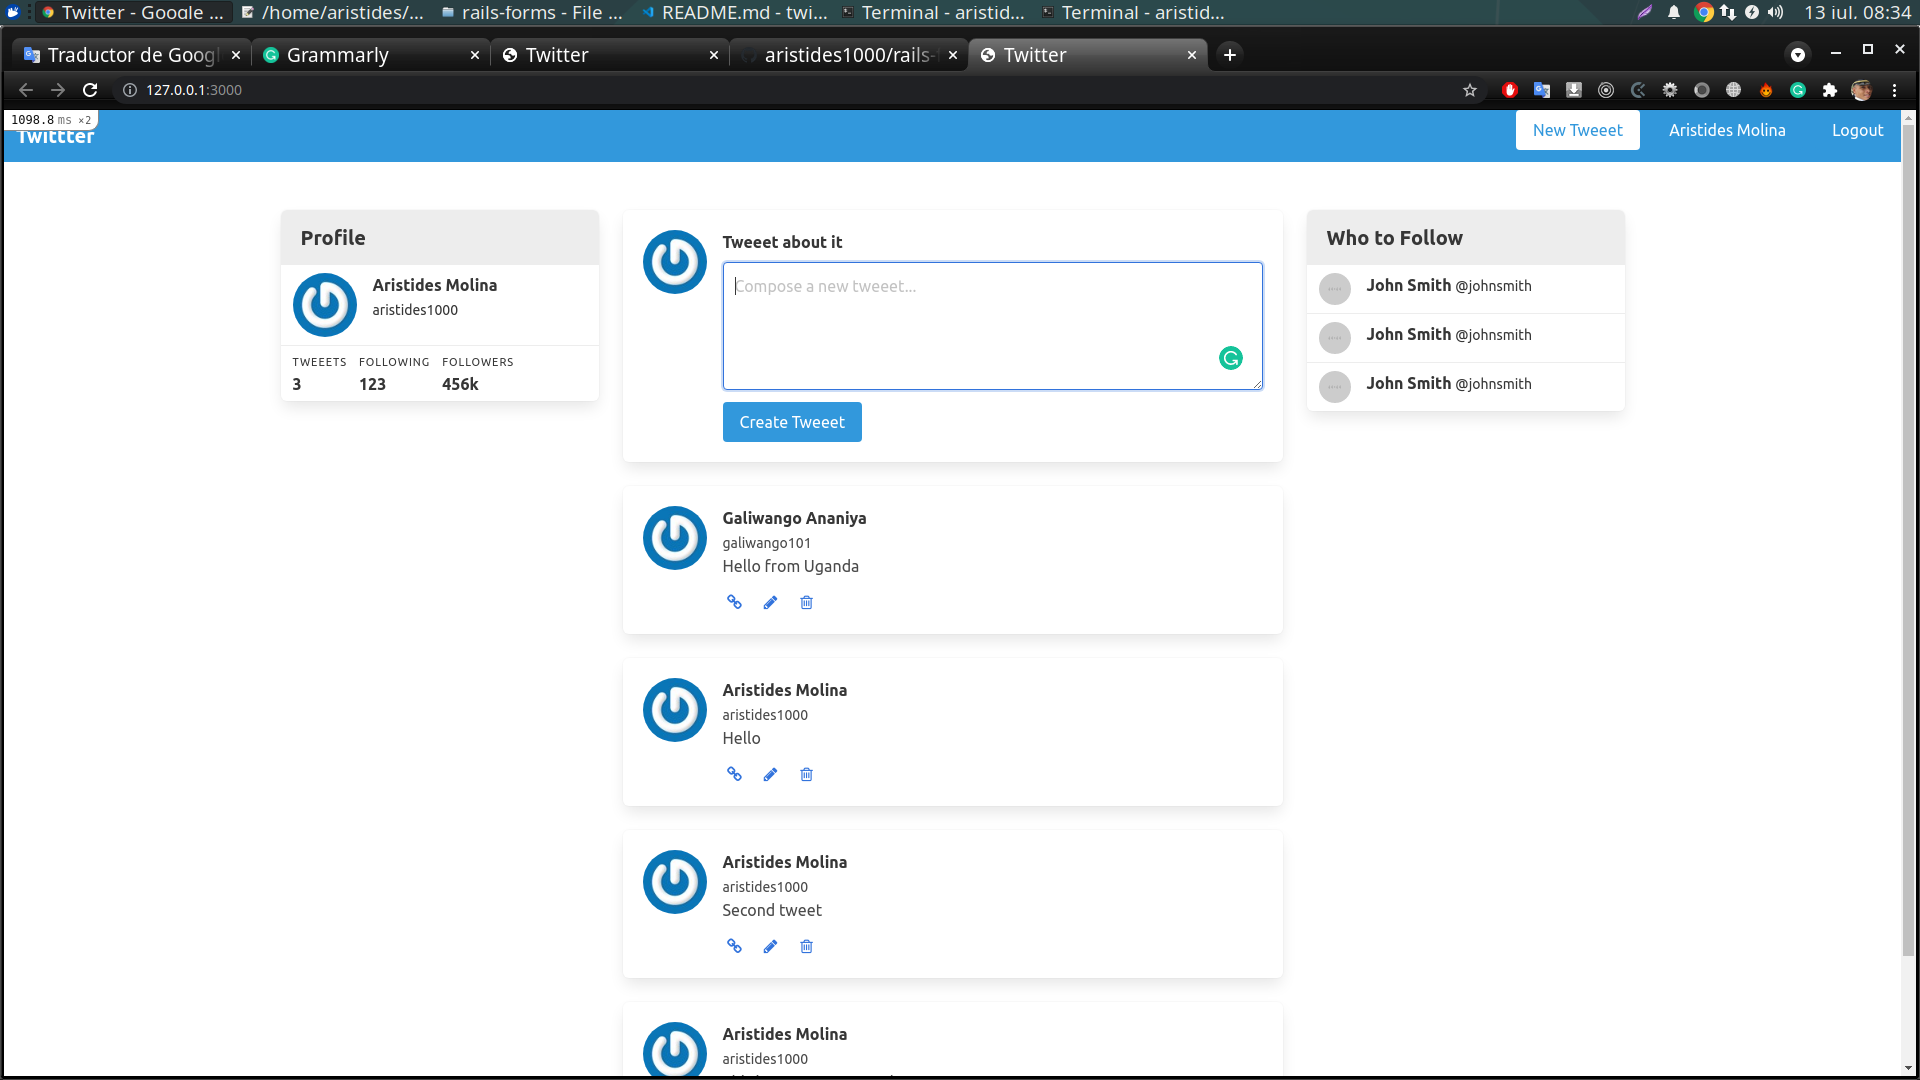 Twitter - Google ...
/home/aristides/...
rails-forms - File ...
README.md - twi...
Terminal - aristid...
Terminal - aristid...
13 iul. 08:34
Traductor de Googl
Grammarly
Twitter
aristides1000/rails-f
Twitter
127.0.0.1:3000
1098.8 ms ×2
Twittter
New Tweeet
Aristides Molina
Logout
Profile
Aristides Molina
aristides1000
TWEEETS FOLLOWING FOLLOWERS
3 123 456k
Tweeet about it
Compose a new tweeet...
Create Tweeet
Galiwango Ananiya
galiwango101
Hello from Uganda
Aristides Molina
aristides1000
Hello
Aristides Molina
aristides1000
Second tweet
Aristides Molina
aristides1000
Who to Follow
John Smith @johnsmith
John Smith @johnsmith
John Smith @johnsmith